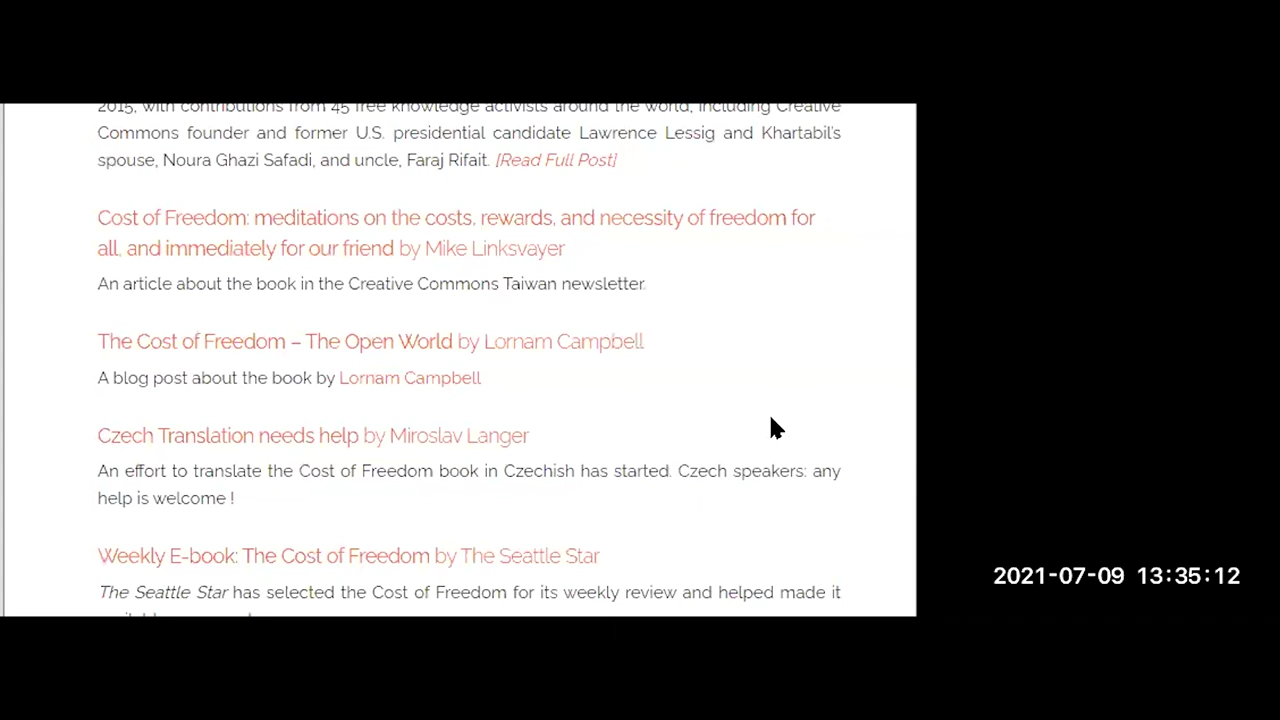 2015, with contributions from 45 free knowledge activists around the world, including Creative
Commons founder and former U.S. presidential candidate Lawrence Lessig and Khartabil's
spouse, Noura Ghazi Safadi, and uncle, Faraj Rifait. [Read Full Post]
Cost of Freedom: meditations on the costs, rewards, and necessity of freedom for
all, and immediately for our friend by Mike Linksvayer
An article about the book in the Creative Commons Taiwan newsletter.
The Cost of Freedom – The Open World by Lornam Campbell
A blog post about the book by Lornam Campbell
Czech Translation needs help by Miroslav Langer
An effort to translate the Cost of Freedom book in Czechish has started. Czech speakers: any
help is welcome !
Weekly E-book: The Cost of Freedom by The Seattle Star
The Seattle Star has selected the Cost of Freedom for its weekly review and helped made it
2021-07-09 13:35:12